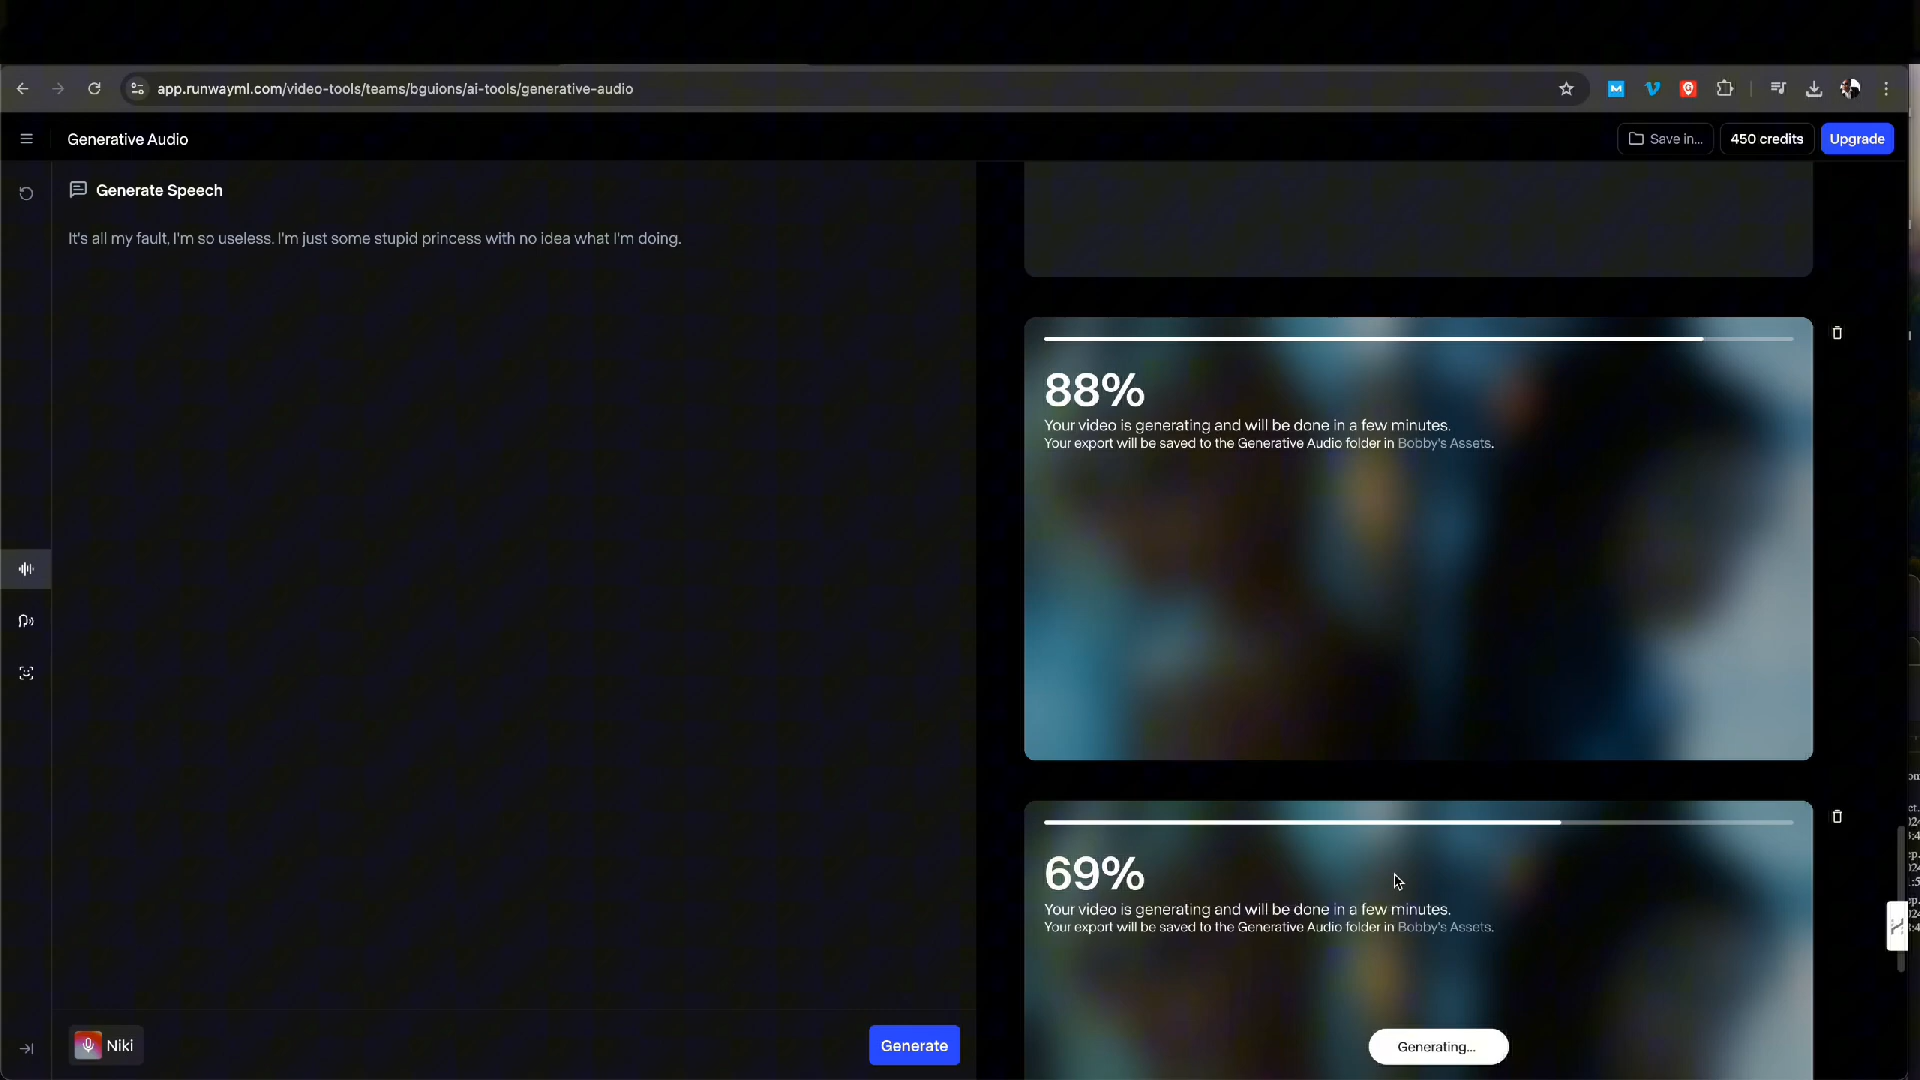 app.runwayml.com/video-tools/teams/bguions/ai-tools/generative-audio
Generative Audio
Save in...
450 credits
Upgrade
Generate Speech
It's all my fault, I'm so useless. I'm just some stupid princess with no idea what I'm doing.
88%
Your video is generating and will be done in a few minutes.
Your export will be saved to the Generative Audio folder in Bobby's Assets.
69%
Your video is generating and will be done in a few minutes.
Your export will be saved to the Generative Audio folder in Bobby's Assets.
Niki
Generate
Generating...